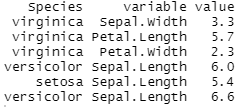 Species variable value
virginica Sepal.Width 3.3
virginica Petal.Length 5.7
virginica Petal.Width 2.3
versicolor Sepal.Length 6.0
setosa Sepal.Length 5.4
versicolor Sepal.Length 6.6